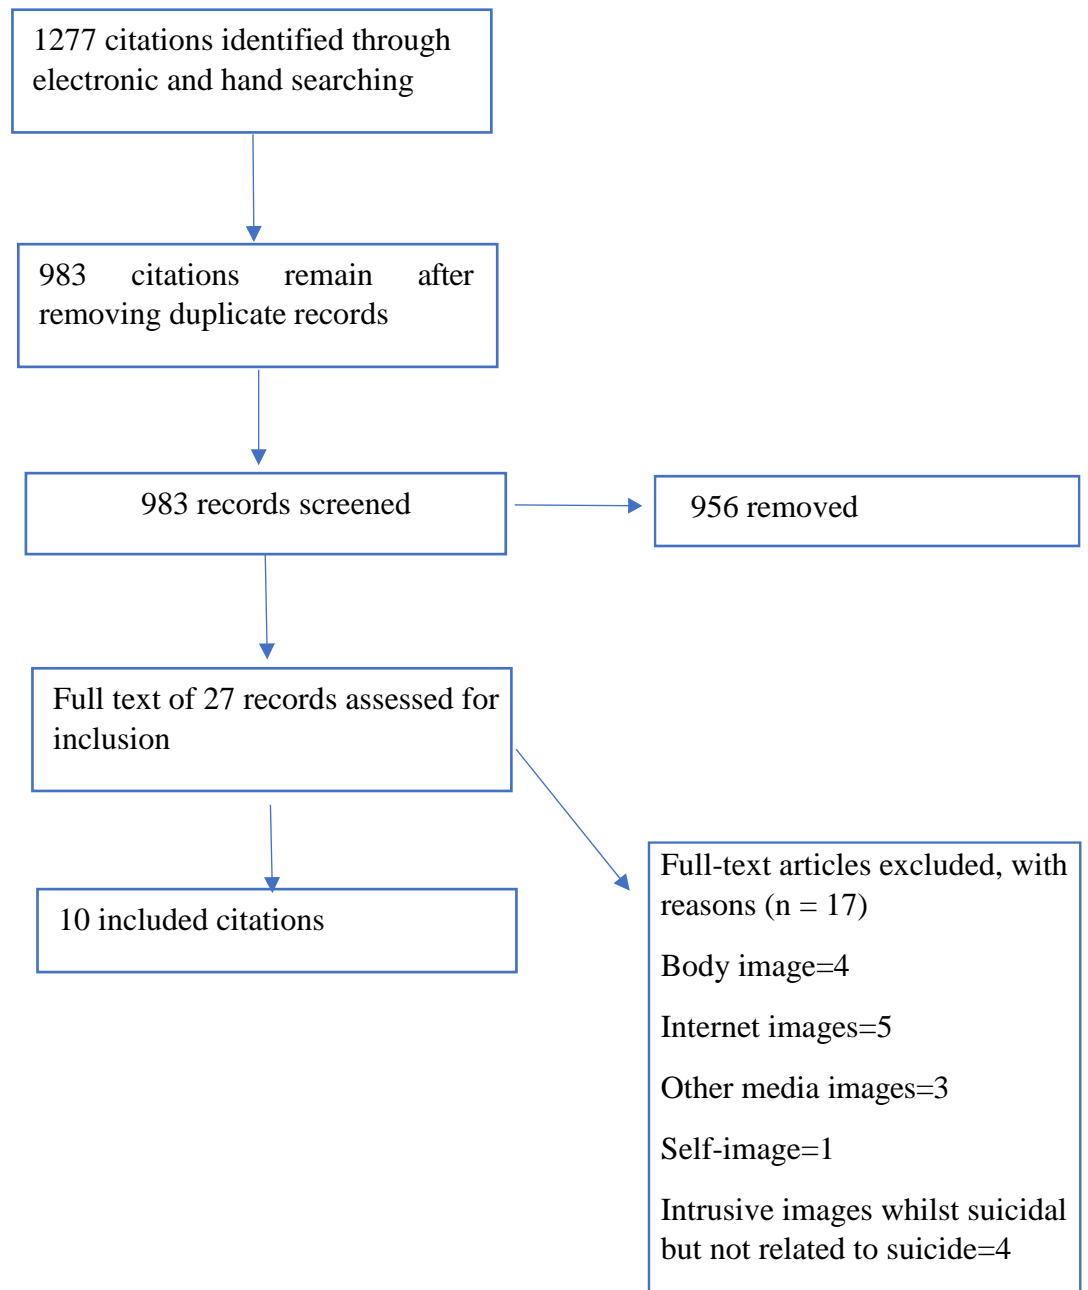 1277 citations identified through
electronic and hand searching
983 citations remain after
removing duplicate records
983 records screened
956 removed
Full text of 27 records assessed for
inclusion
10 included citations
Full-text articles excluded, with
reasons (n = 17)
Body image=4
Internet images=5
Other media images=3
Self-image=1
Intrusive images whilst suicidal
but not related to suicide=4